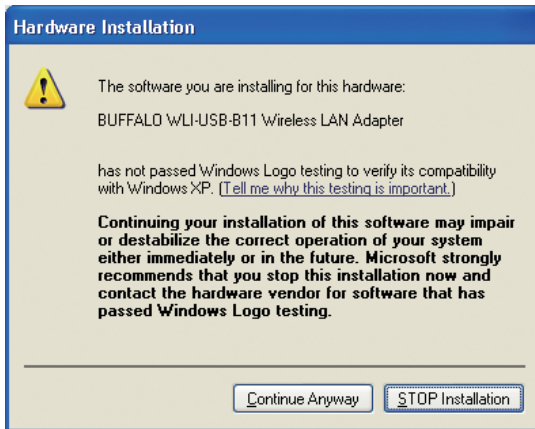 Hardware Installation
The software you are installing for this hardware:
BUFFALO WLI-USB-B11 Wireless LAN Adapter
has not passed Windows Logo testing to verify its compatibility
with Windows XP. (Tell me why this testing is important.)
Continuing your installation of this software may impair
or destabilize the correct operation of your system
either immediately or in the future. Microsoft strongly
recommends that you stop this installation now and
contact the hardware vendor for software that has
passed Windows Logo testing.
Continue Anyway
STOP Installation